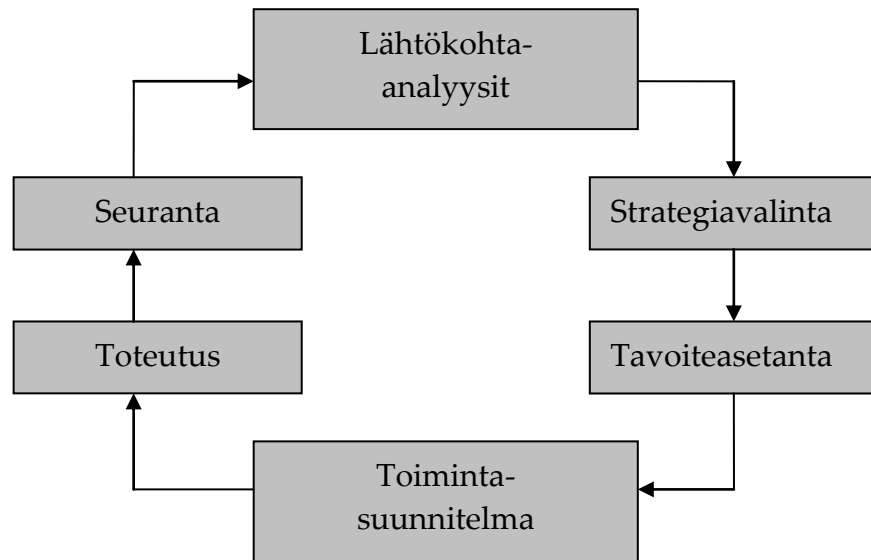 Lähtökohta-
analyysit
Strategiavalinta
Tavoiteasetanta
Toiminta-
suunnitelma
Toteutus
Seuranta